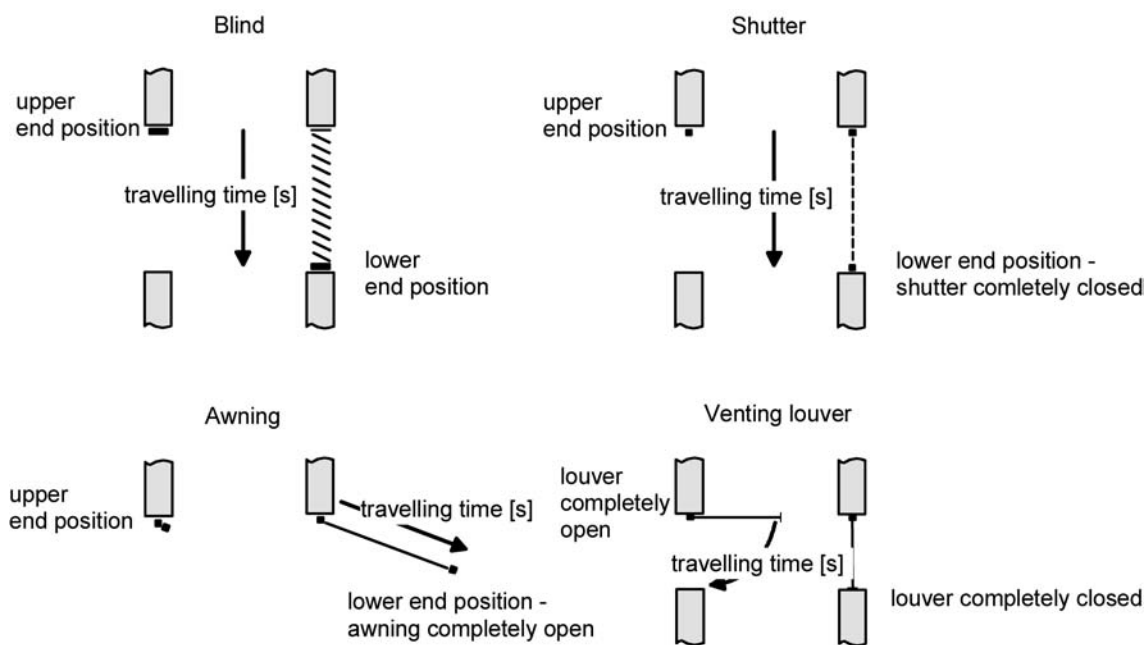 Blind
upper
end position
travelling time [s]
lower
end position
Shutter
upper
end position
travelling time [s]
lower end position -
shutter comletely closed
Awning
upper
end position
travelling time [s]
lower end position -
awning completely open
Venting louver
louver
completely
open
travelling time [s]
louver completely closed